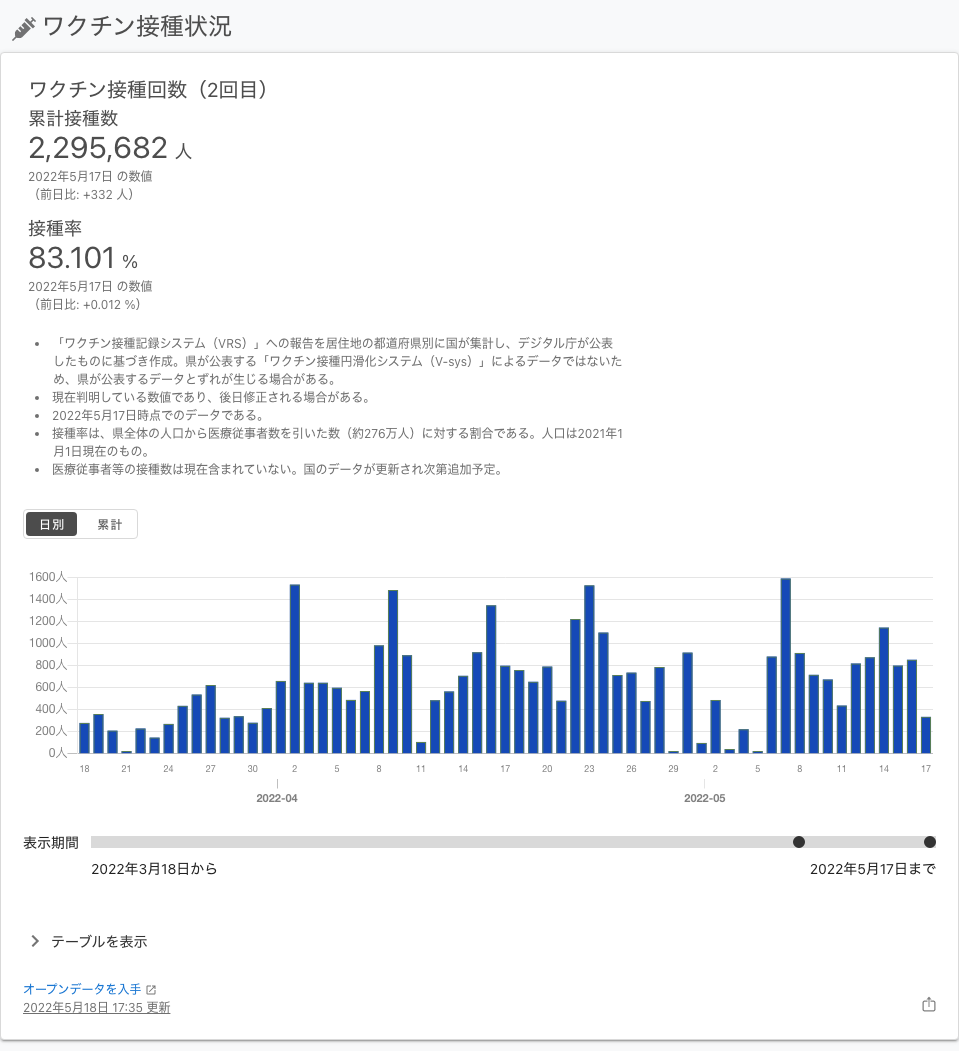 ワクチン接種状況
ワクチン接種回数（2回目）
累計接種数
2,295,682 人
2022年5月17日 の数値
（前日比: +332 人）
接種率
83.101 %
2022年5月17日 の数値
（前日比: +0.012 %）
• 「ワクチン接種記録システム（VRS）」への報告を居住地の都道府県別に国が集計し、デジタル庁が公表
したものに基づき作成。県が公表する「ワクチン接種円滑化システム（V-sys）」によるデータではないた
め、県が公表するデータとずれが生じる場合がある。
• 現在判明している数値であり、後日修正される場合がある。
• 2022年5月17日時点でのデータである。
• 接種率は、県全体の人口から医療従事者数を引いた数（約276万人）に対する割合である。人口は2021年1
月1日現在のもの。
• 医療従事者等の接種数は現在含まれていない。国のデータが更新され次第追加予定。
日別 累計
1600人
1400人
1200人
1000人
800人
600人
400人
200人
0人
18 21 24 27 30 2 5 8 11 14 17 20 23 26 29 2 5 8 11 14 17
2022-04 2022-05
表示期間
2022年3月18日から 2022年5月17日まで
テーブルを表示
オープンデータを入手
2022年5月18日 17:35 更新